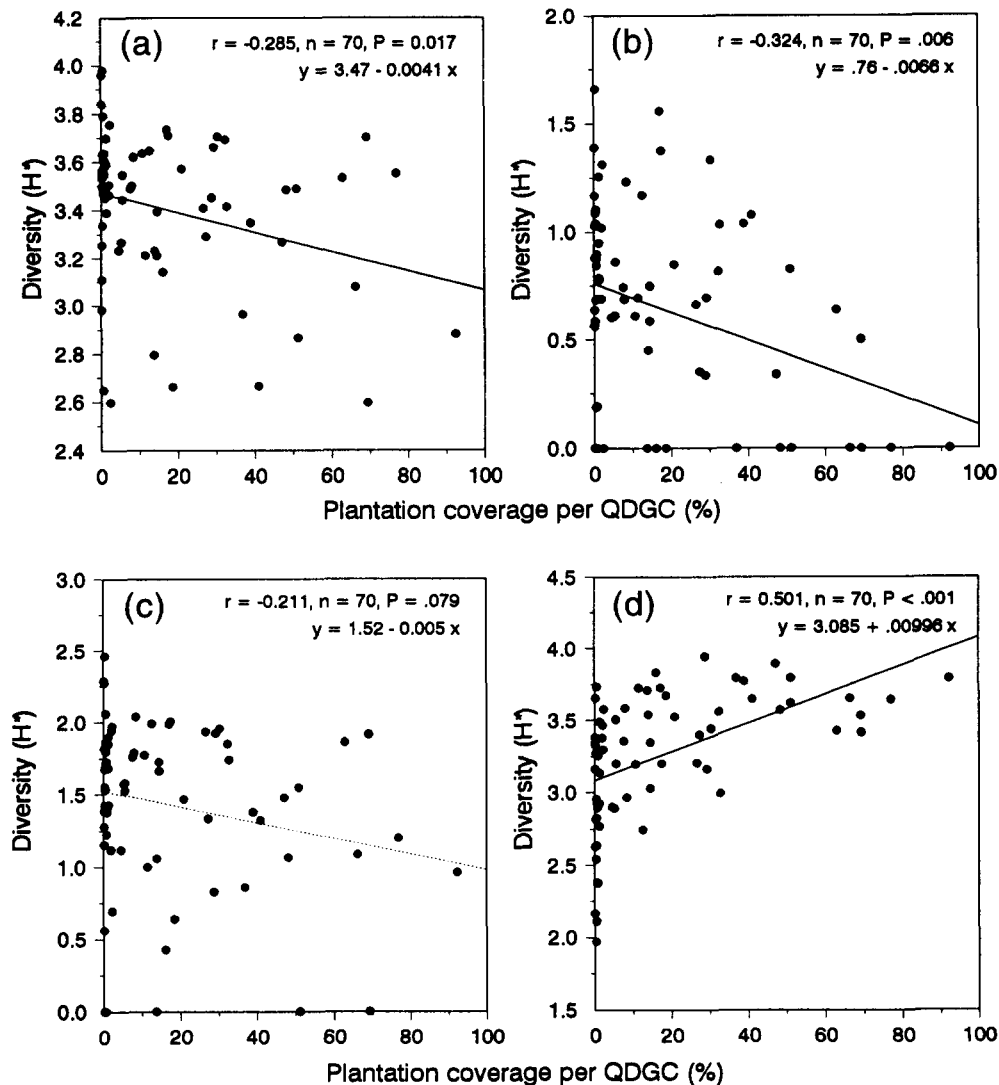 (a)
r = -0.285, n = 70, P = 0.017
y = 3.47 - 0.0041 x
Diversity (H')
4.2
4.0
3.8
3.6
3.4
3.2
3.0
2.8
2.6
2.4
0 20 40 60 80 100
(b)
r = -0.324, n = 70, P = .006
y = .76 - .0066 x
Diversity (H')
2.0
1.5
1.0
0.5
0.0
0 20 40 60 80 100
Plantation coverage per QDGC (%)
(c)
r = -0.211, n = 70, P = .079
y = 1.52 - 0.005 x
Diversity (H')
3.0
2.5
2.0
1.5
1.0
0.5
0.0
0 20 40 60 80 100
(d)
r = 0.501, n = 70, P < .001
y = 3.085 + .00996 x
Diversity (H')
4.5
4.0
3.5
3.0
2.5
2.0
1.5
0 20 40 60 80 100
Plantation coverage per QDGC (%)